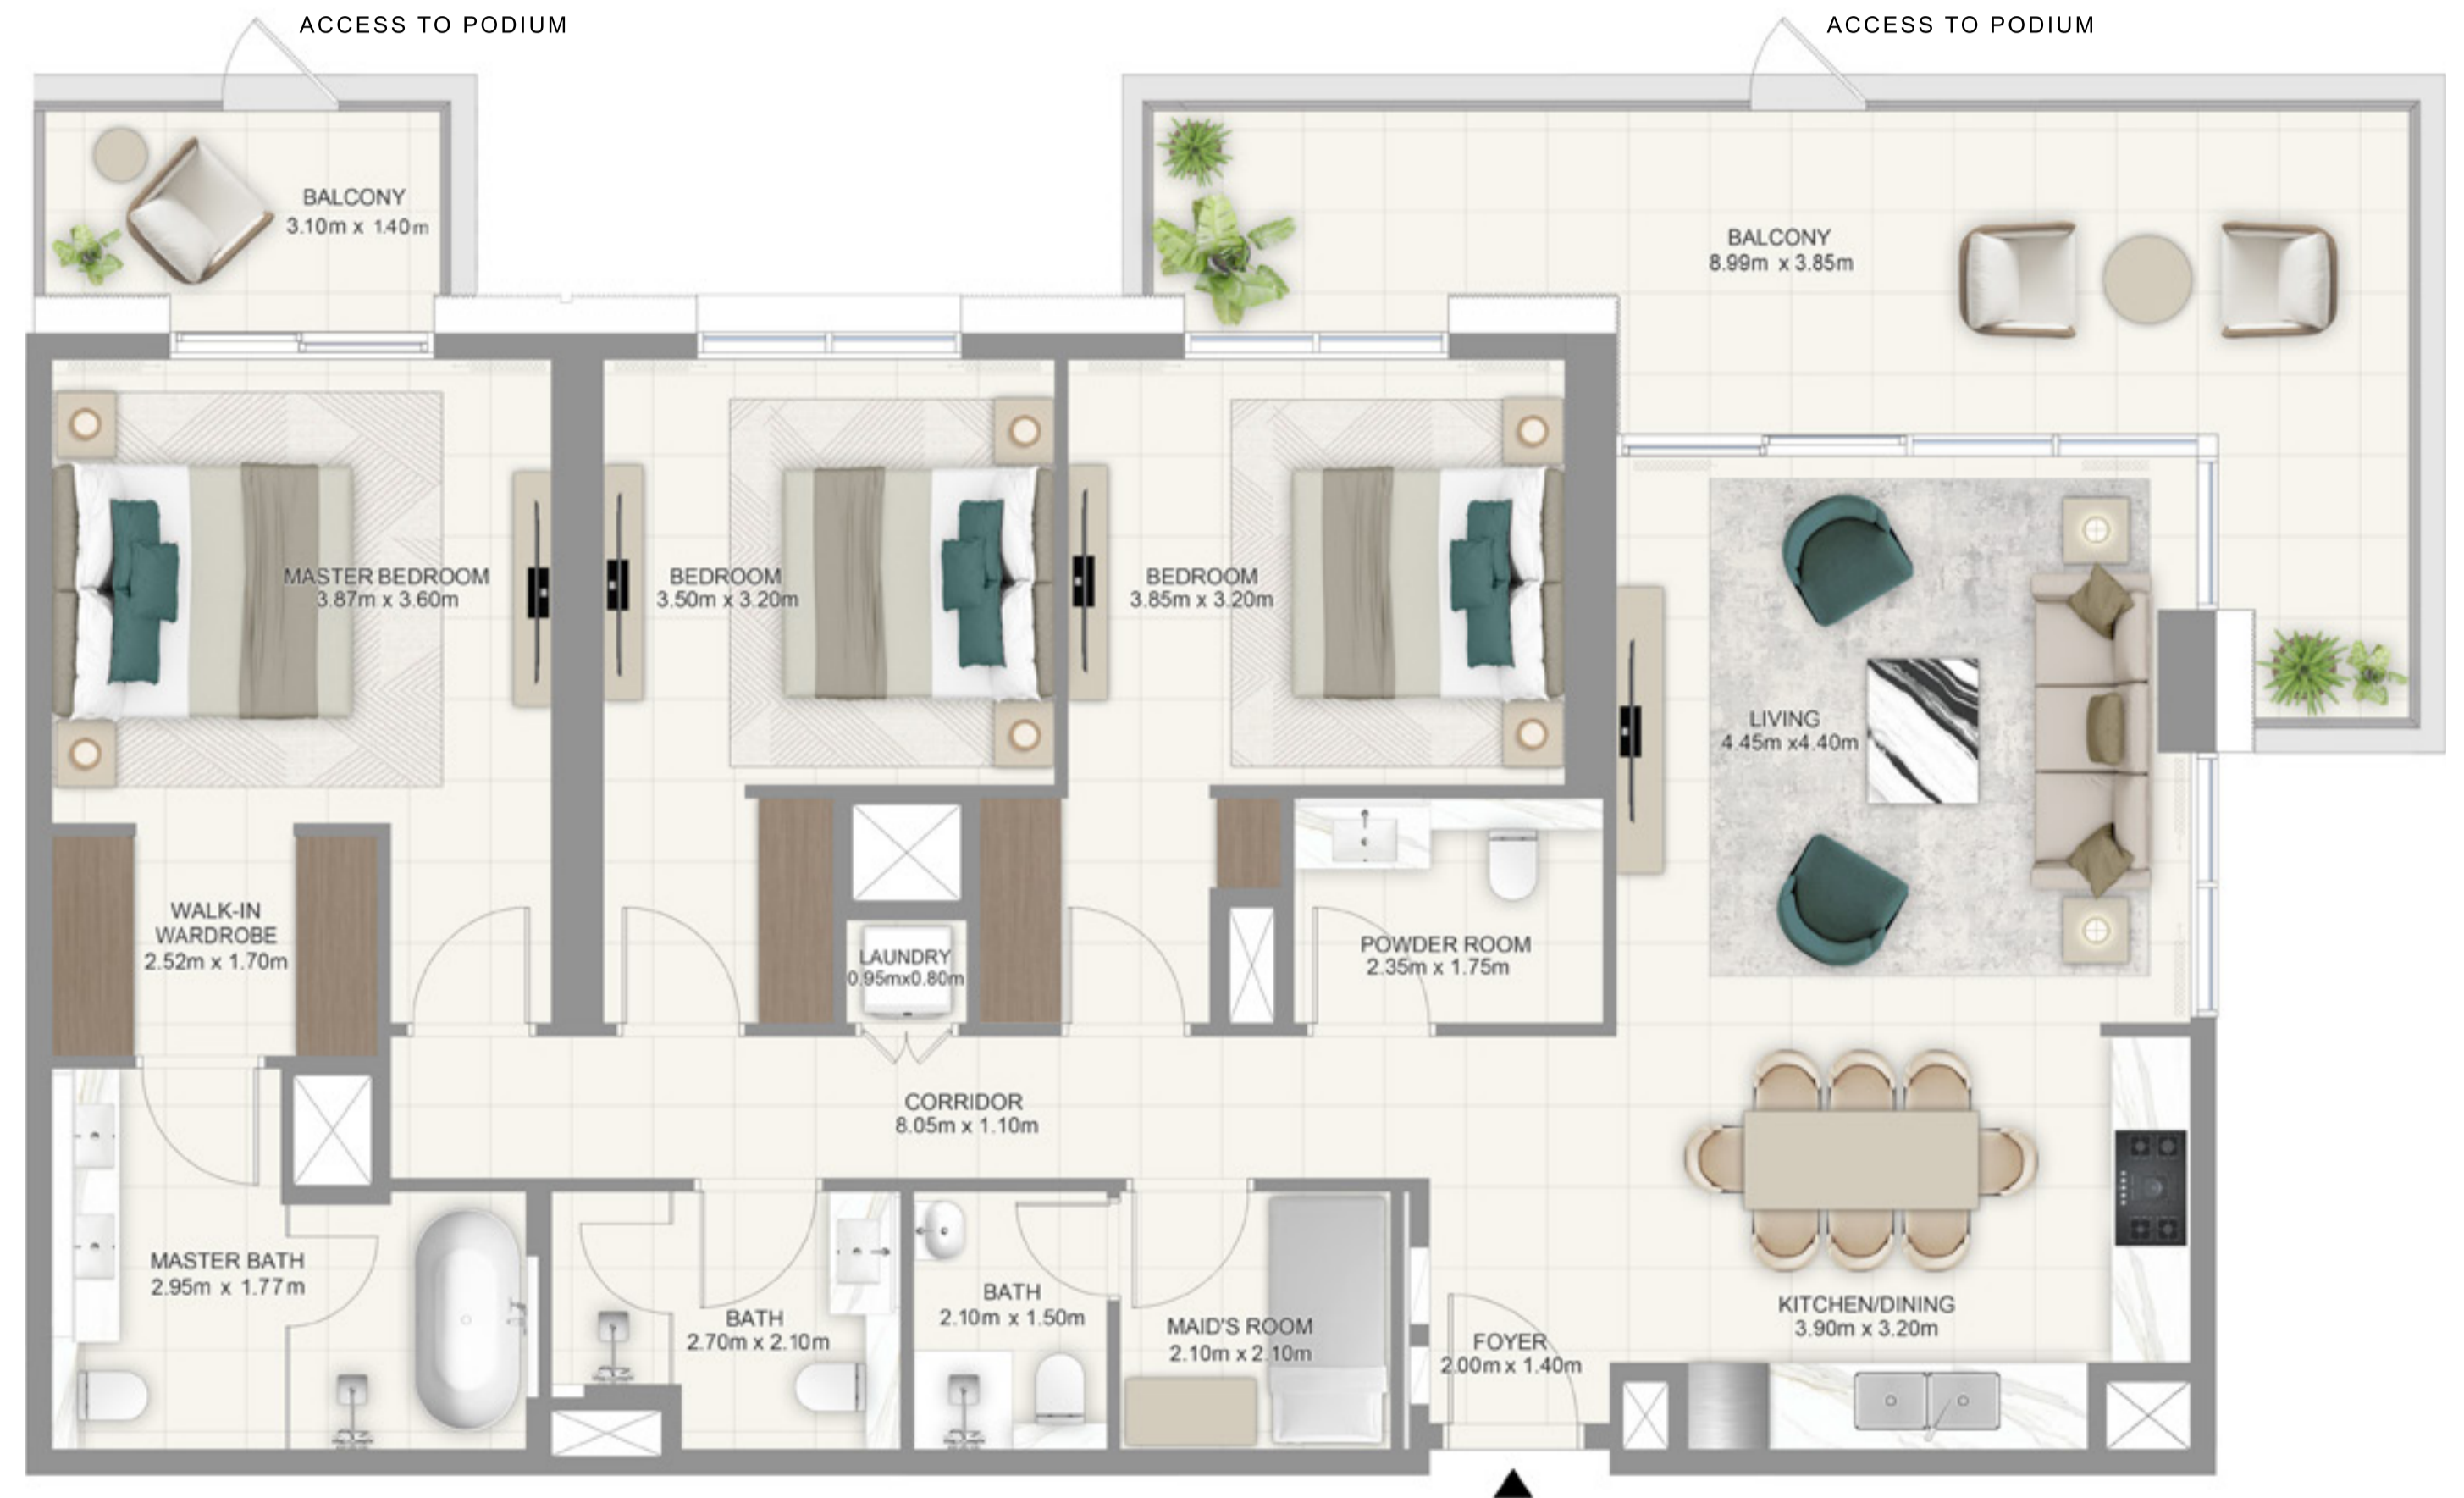 ACCESS TO PODIUM
ACCESS TO PODIUM
BALCONY
3.10m x 1.40m
BALCONY
8.99m x 3.85m
MASTER BEDROOM
3.87m x 3.60m
BEDROOM
3.50m x 3.20m
BEDROOM
3.85m x 3.20m
LIVING
4.45m x4.40m
WALK-IN
WARDROBE
2.52m x 1.70m
LAUNDRY
0.95mx0.80m
POWDER ROOM
2.35m x 1.75m
CORRIDOR
8.05m x 1.10m
MASTER BATH
2.95m x 1.77m
BATH
2.70m x 2.10m
BATH
2.10m x 1.50m
MAID'S ROOM
2.10m x 2.10m
FOYER
2.00m x 1.40m
KITCHEN/DINING
3.90m x 3.20m